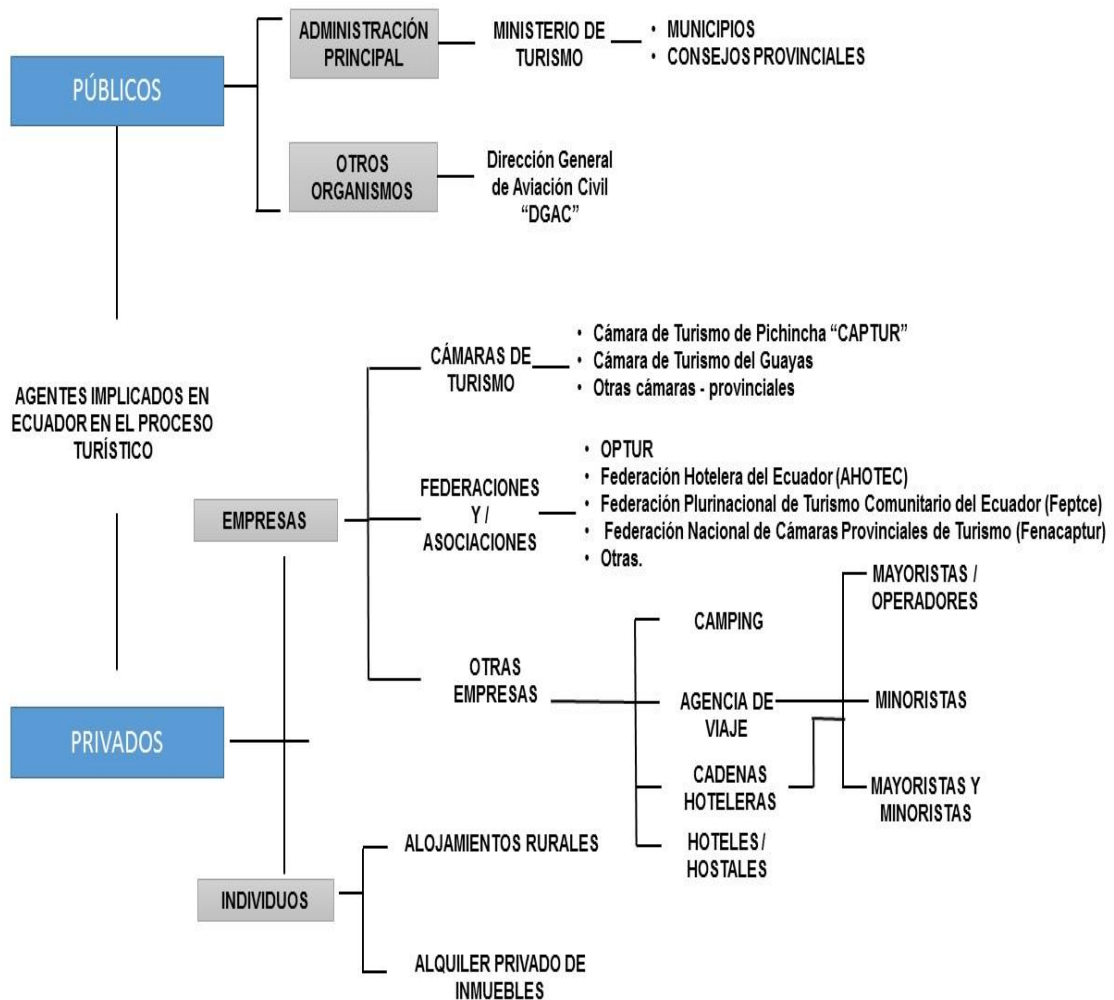 PÚBLICOS
ADMINISTRACIÓN
PRINCIPAL
MINISTERIO DE
TURISMO
• MUNICIPIOS
• CONSEJOS PROVINCIALES
OTROS
ORGANISMOS
Dirección General
de Aviación Civil
“DGAC”
AGENTES IMPLICADOS EN
ECUADOR EN EL PROCESO
TURÍSTICO
PRIVADOS
EMPRESAS
CÁMARAS DE
TURISMO
• Cámara de Turismo de Pichincha “CAPTUR”
• Cámara de Turismo del Guayas
• Otras cámaras - provinciales
FEDERACIONES
Y /
ASOCIACIONES
• OPTUR
• Federación Hotelera del Ecuador (AHOTEC)
• Federación Plurinacional de Turismo Comunitario del Ecuador (Feptce)
• Federación Nacional de Cámaras Provinciales de Turismo (Fenacaptur)
• Otras.
OTRAS
EMPRESAS
CAMPING
AGENCIA DE
VIAJE
CADENAS
HOTELERAS
HOTELES /
HOSTALES
MAYORISTAS /
OPERADORES
MINORISTAS
MAYORISTAS Y
MINORISTAS
INDIVIDUOS
ALOJAMIENTOS RURALES
ALQUILER PRIVADO DE
INMUEBLES